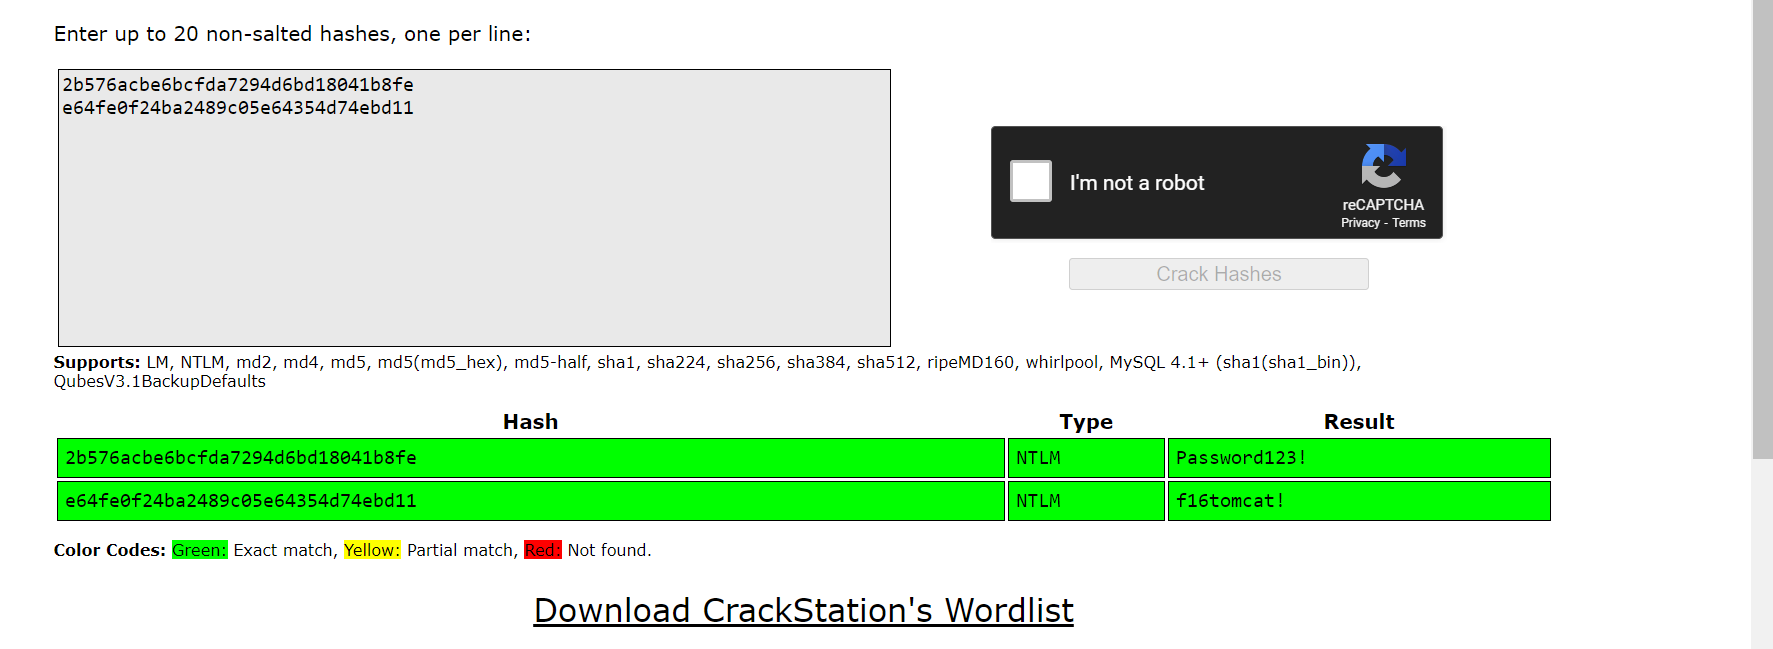 Enter up to 20 non-salted hashes, one per line:
2b576acbe6bcfda7294d6bd18041b8fe
e64fe0f24ba2489c05e64354d74ebd11
I'm not a robot
reCAPTCHA
Privacy - Terms
Crack Hashes
Supports: LM, NTLM, md2, md4, md5, md5(md5_hex), md5-half, sha1, sha224, sha256, sha384, sha512, ripeMD160, whirlpool, MySQL 4.1+ (sha1(sha1_bin)),
QubesV3.1BackupDefaults
Hash Type Result
2b576acbe6bcfda7294d6bd18041b8fe NTLM Password123!
e64fe0f24ba2489c05e64354d74ebd11 NTLM f16tomcat!
Color Codes: Green: Exact match, Yellow: Partial match, Red: Not found.
Download CrackStation's Wordlist